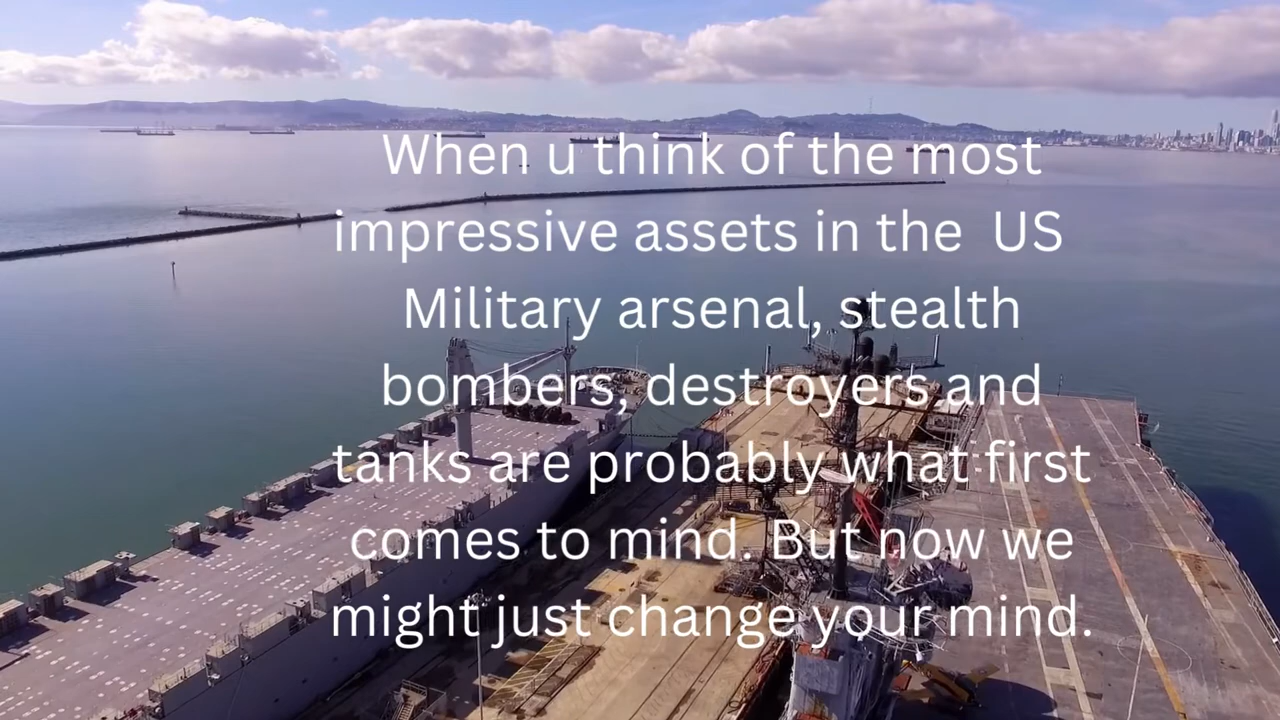 When u think of the most
impressive assets in the  US
Military arsenal, stealth
bombers, destroyers and
tanks are probably what first
comes to mind. But now we
might just change your mind.